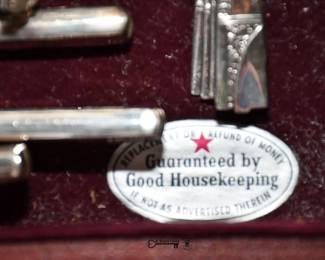 REPLACEMENT OR REFUND OF MONEY
Guaranteed by
Good Housekeeping
IF NOT AS ADVERTISED THEREIN